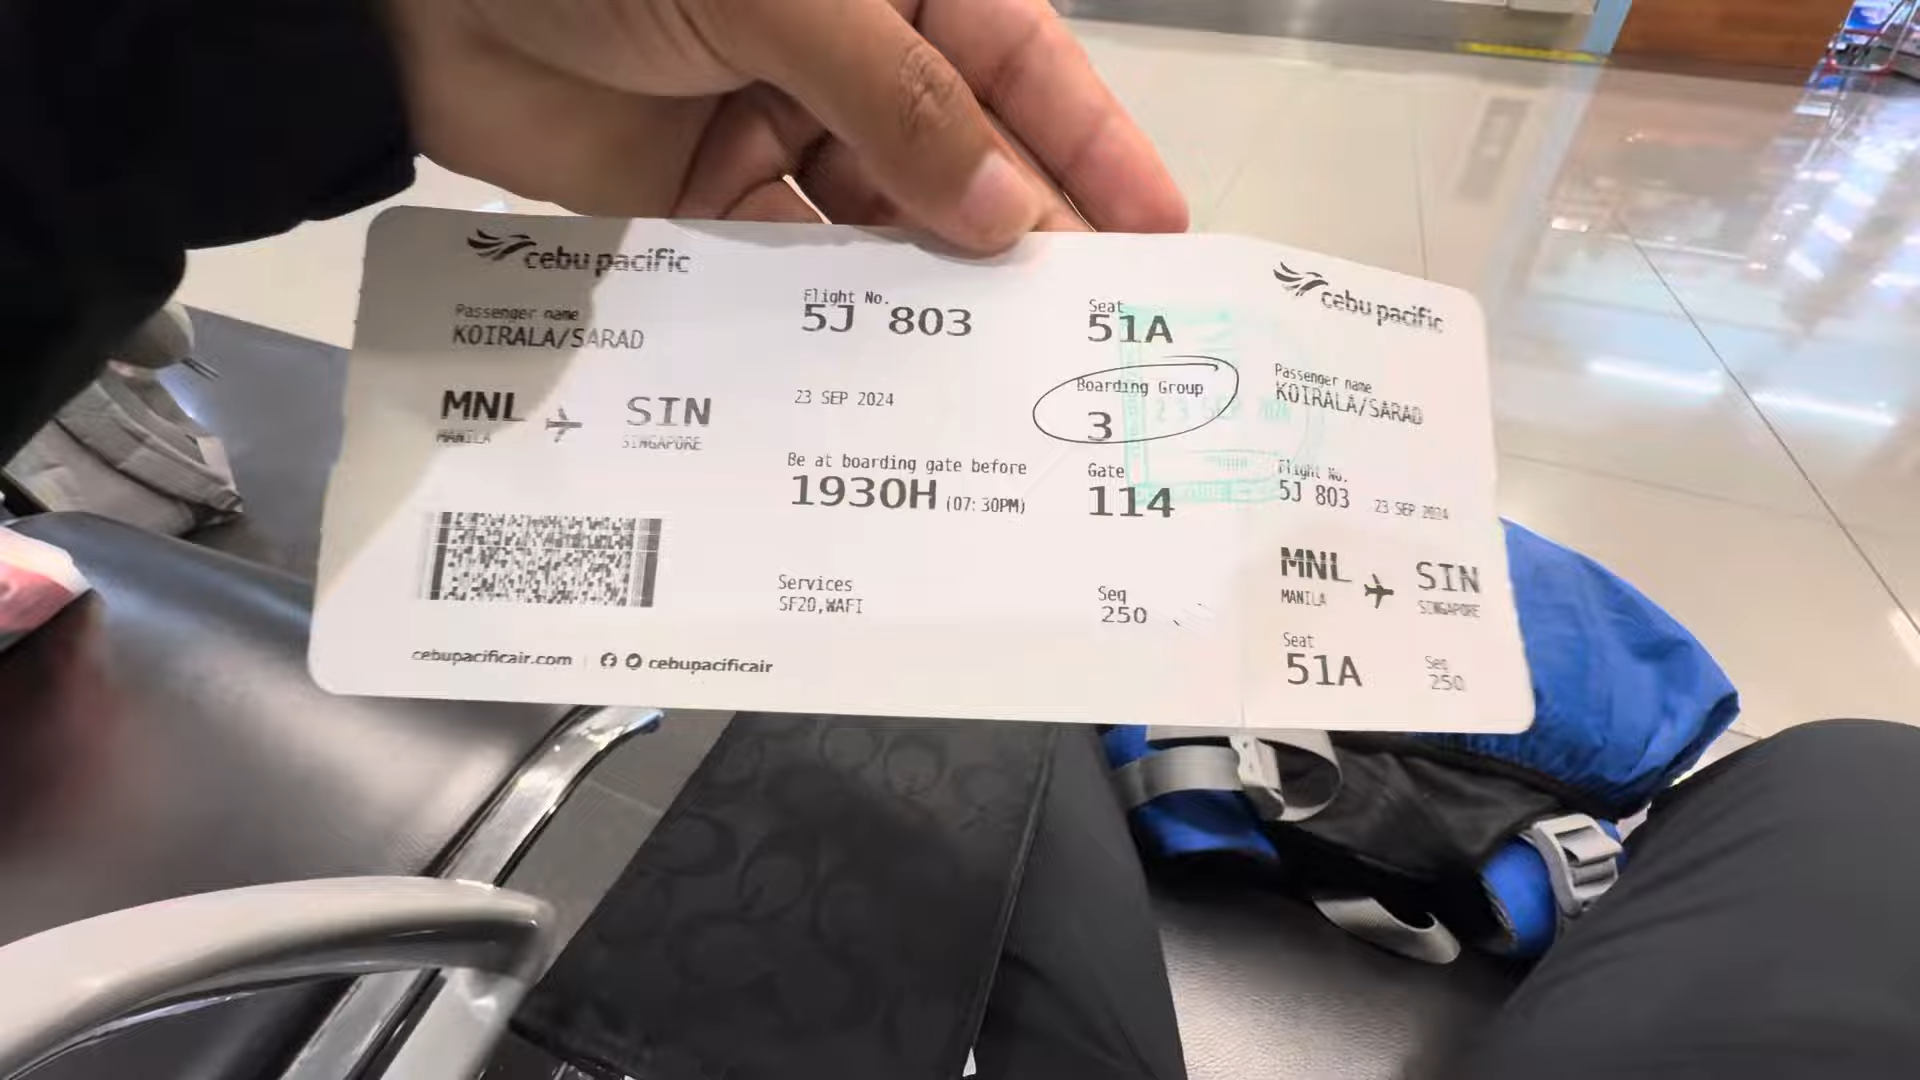 cebu pacific
Passenger name
KOIRALA/SARAD
MNL SIN
MANILA SINGAPORE
Flight No.
5J 803
23 SEP 2024
Be at boarding gate before
1930H (07:30PM)
Services
SF20,WAFI
Seat
51A
Boarding Group
3
Gate
114
Seq
250
cebupacificair.com cebupacificair
cebu pacific
Passenger name
KOIRALA/SARAD
Flight No.
5J 803 23 SEP 2024
MNL SIN
MANILA SINGAPORE
Seat Seq
51A 250